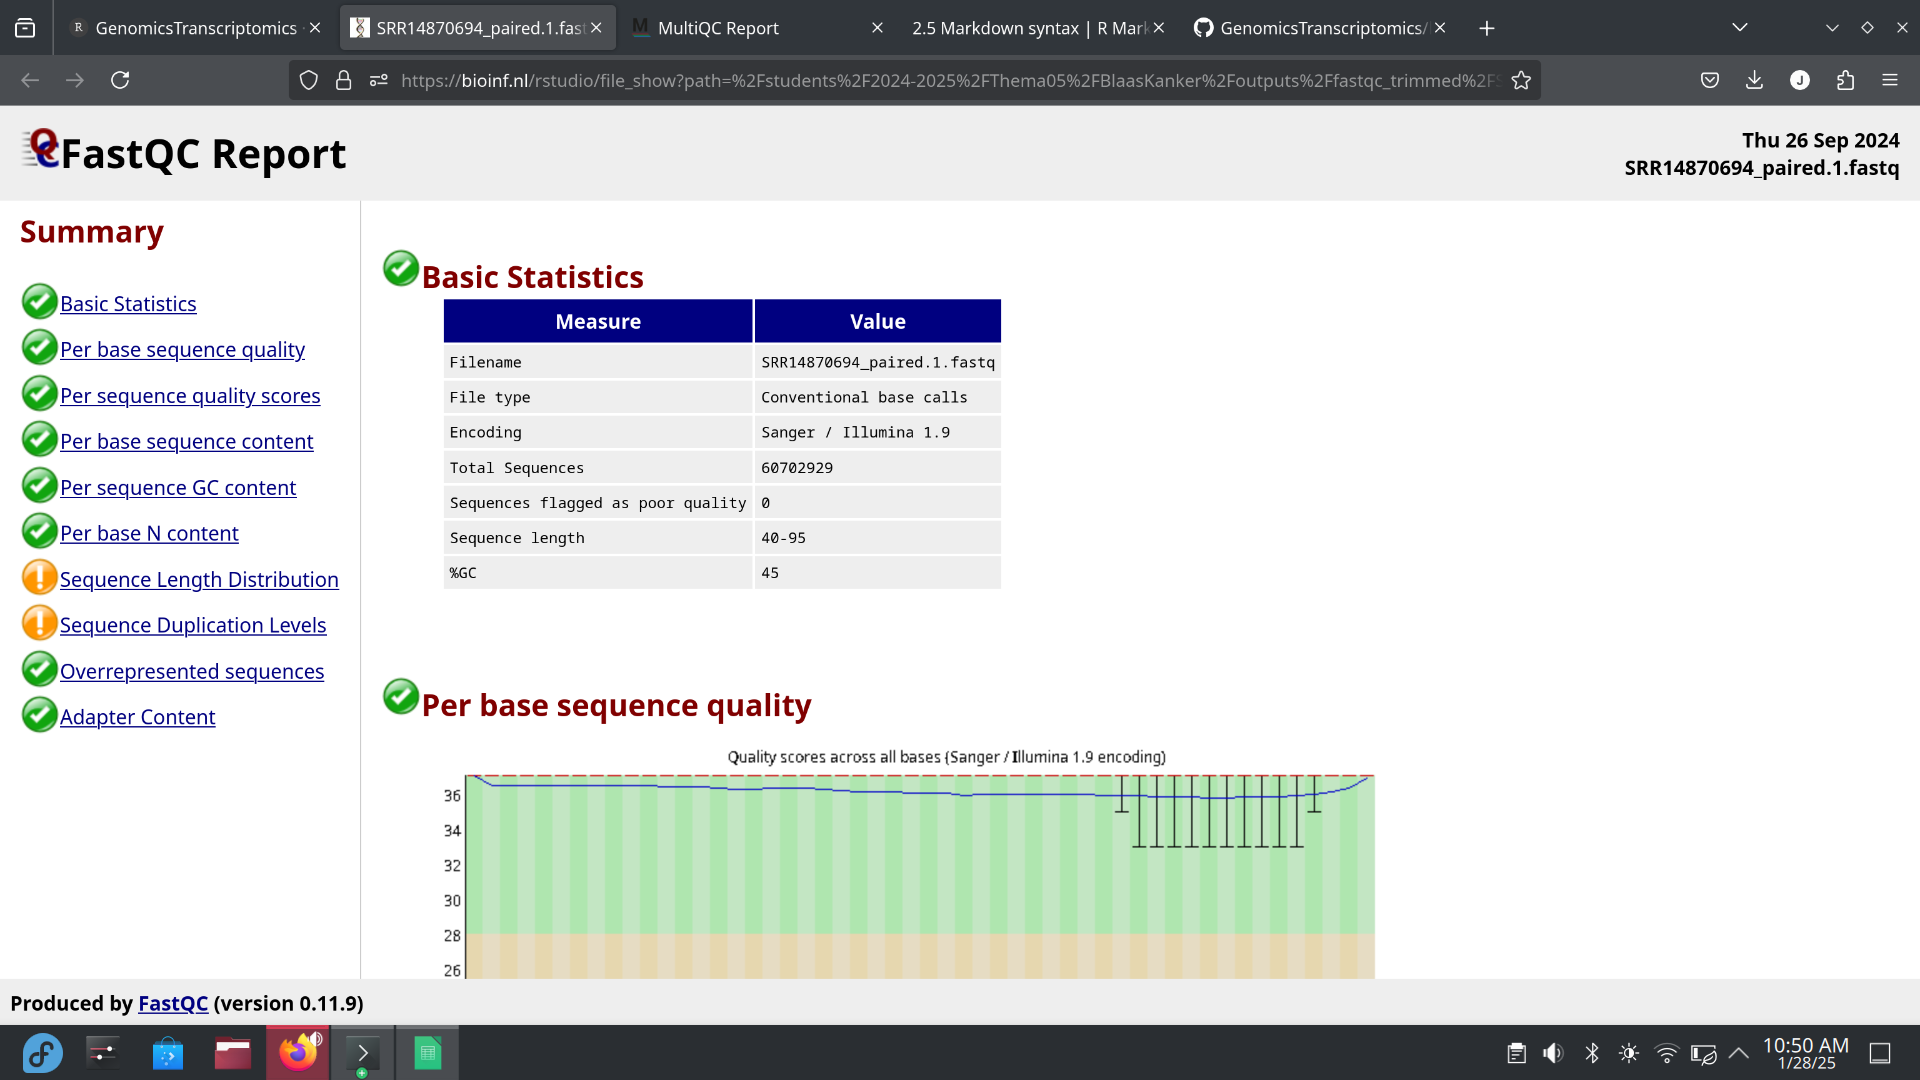 GenomicsTranscriptomics
SRR14870694_paired.1.fast
MultiQC Report
2.5 Markdown syntax | R Mark
GenomicsTranscriptomics/
https://bioinf.nl/rstudio/file_show?path=%2Fstudents%2F2024-2025%2FThema05%2FBlaasKanker%2Foutputs%2Ffastqc_trimmed%2FS
FastQC Report
Thu 26 Sep 2024
SRR14870694_paired.1.fastq
Summary
Basic Statistics
Per base sequence quality
Per sequence quality scores
Per base sequence content
Per sequence GC content
Per base N content
Sequence Length Distribution
Sequence Duplication Levels
Overrepresented sequences
Adapter Content
Basic Statistics
Measure Value
Filename SRR14870694_paired.1.fastq
File type Conventional base calls
Encoding Sanger / Illumina 1.9
Total Sequences 60702929
Sequences flagged as poor quality 0
Sequence length 40-95
%GC 45
Per base sequence quality
Quality scores across all bases (Sanger / Illumina 1.9 encoding)
36
34
32
30
28
26
Produced by FastQC (version 0.11.9)
10:50 AM
1/28/25